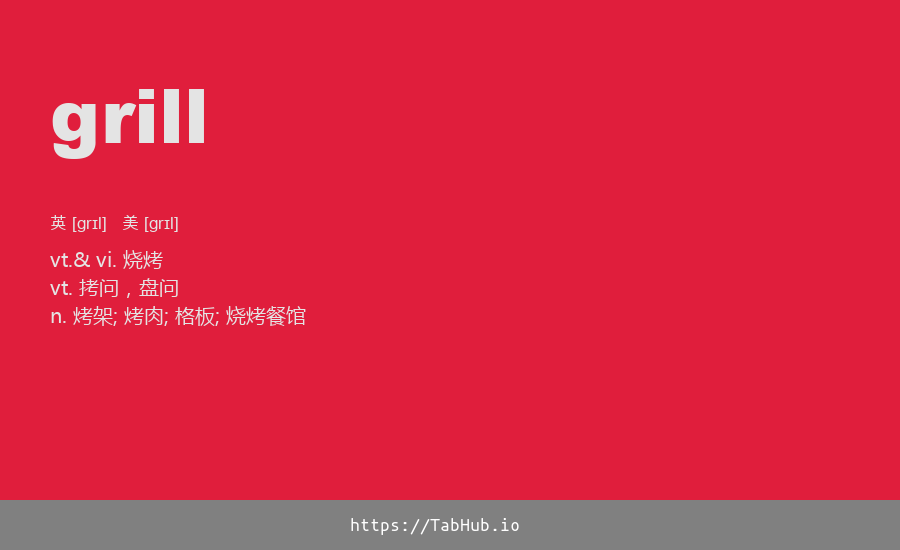 grill
英 [grɪl] 美 [grɪl]
vt.& vi. 烧烤
vt. 拷问，盘问
n. 烤架; 烤肉; 格板; 烧烤餐馆
https://TabHub.io